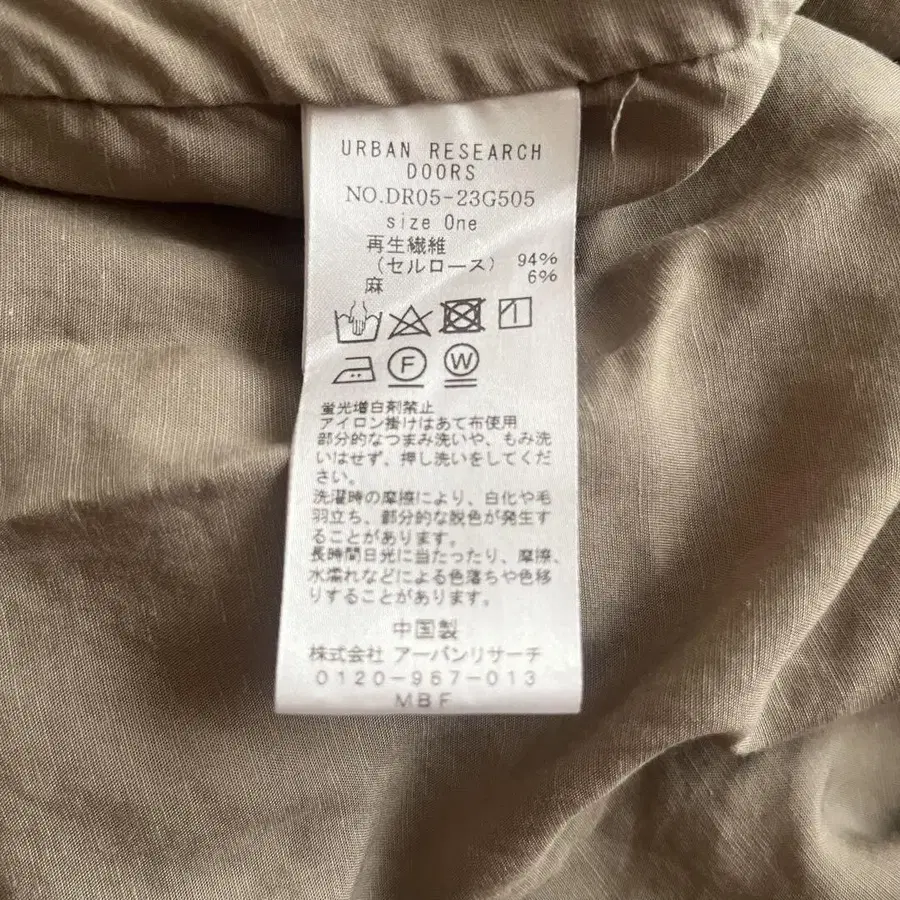 URBAN RESEARCH
DOORS
NO.DR05-23G505
size One
再生繊維
(セルロース) 94%
麻 6%
F W
蛍光増白剤禁止
アイロン掛けはあて布使用
部分的なつまみ洗いや、もみ洗
いはせず、押し洗いをしてくだ
さい。
洗濯時の摩擦により、白化や毛
羽立ち、部分的な脱色が発生す
ることがあります。
長時間日光に当たったり、摩擦、
水濡れなどによる色落ちや色移
りすることがあります。
中国製
株式会社 アーバンリサーチ
0120-967-013
MBF